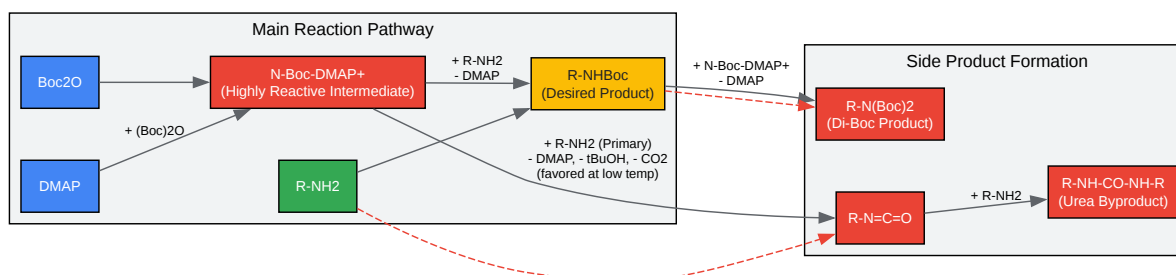 Main Reaction Pathway
Boc2O
N-Boc-DMAP+
(Highly Reactive Intermediate)
+ R-NH2
- DMAP
R-NHBoc
(Desired Product)
+ (Boc)2O
DMAP
R-NH2
+ R-NH2 (Primary)
- DMAP, - tBuOH, - CO2
(favored at low temp)
+ N-Boc-DMAP+
- DMAP
Side Product Formation
R-N(Boc)2
(Di-Boc Product)
R-N=C=O
+ R-NH2
R-NH-CO-NH-R
(Urea Byproduct)